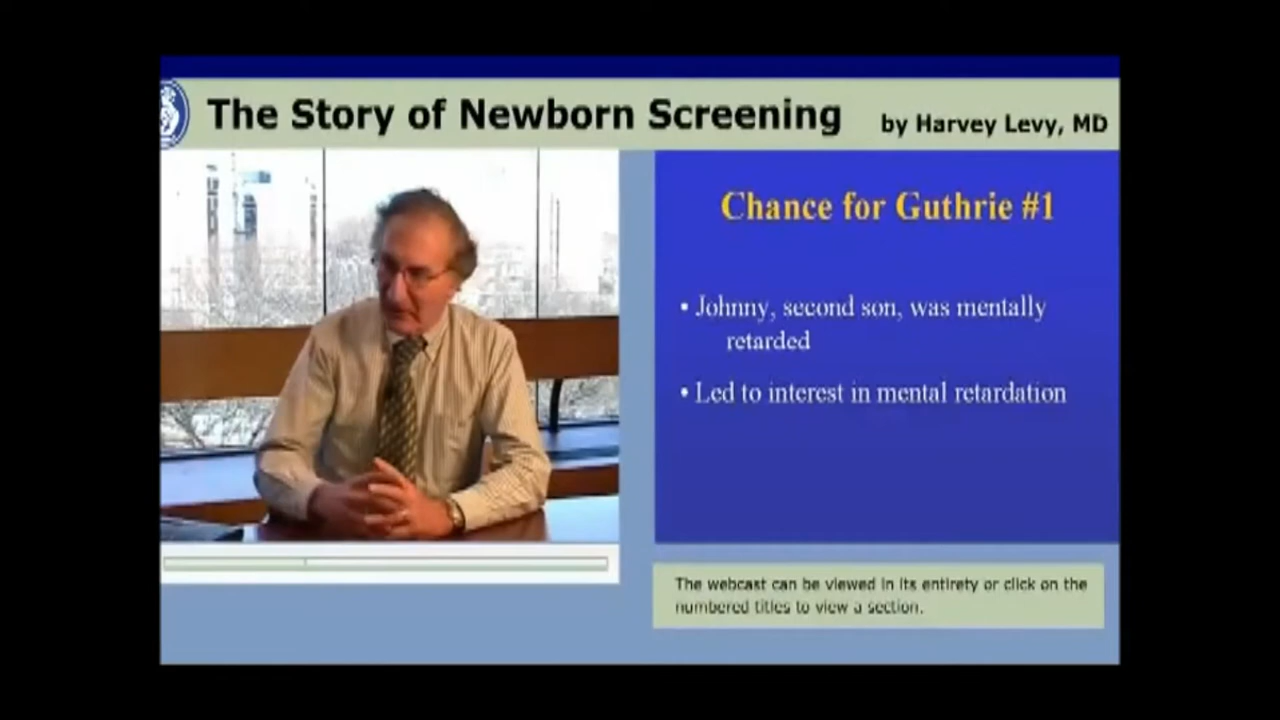 The Story of Newborn Screening
by Harvey Levy, MD
Chance for Guthrie #1
• Johnny, second son, was mentally
retarded
• Led to interest in mental retardation
The webcast can be viewed in its entirety or click on the
numbered titles to view a section.